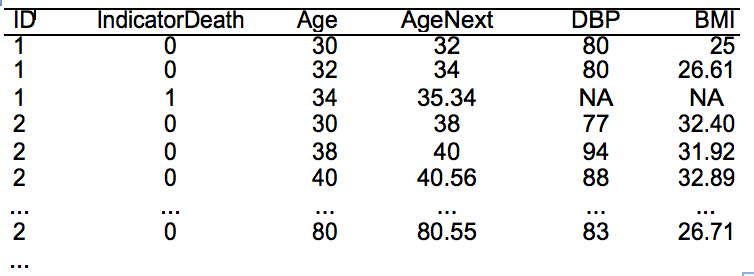 ID IndicatorDeath Age AgeNext DBP BMI
1 0 30 32 80 25
1 0 32 34 80 26.61
1 1 34 35.34 NA NA
2 0 30 38 77 32.40
2 0 38 40 94 31.92
2 0 40 40.56 88 32.89
... ... ... ... ... ...
2 0 80 80.55 83 26.71
...